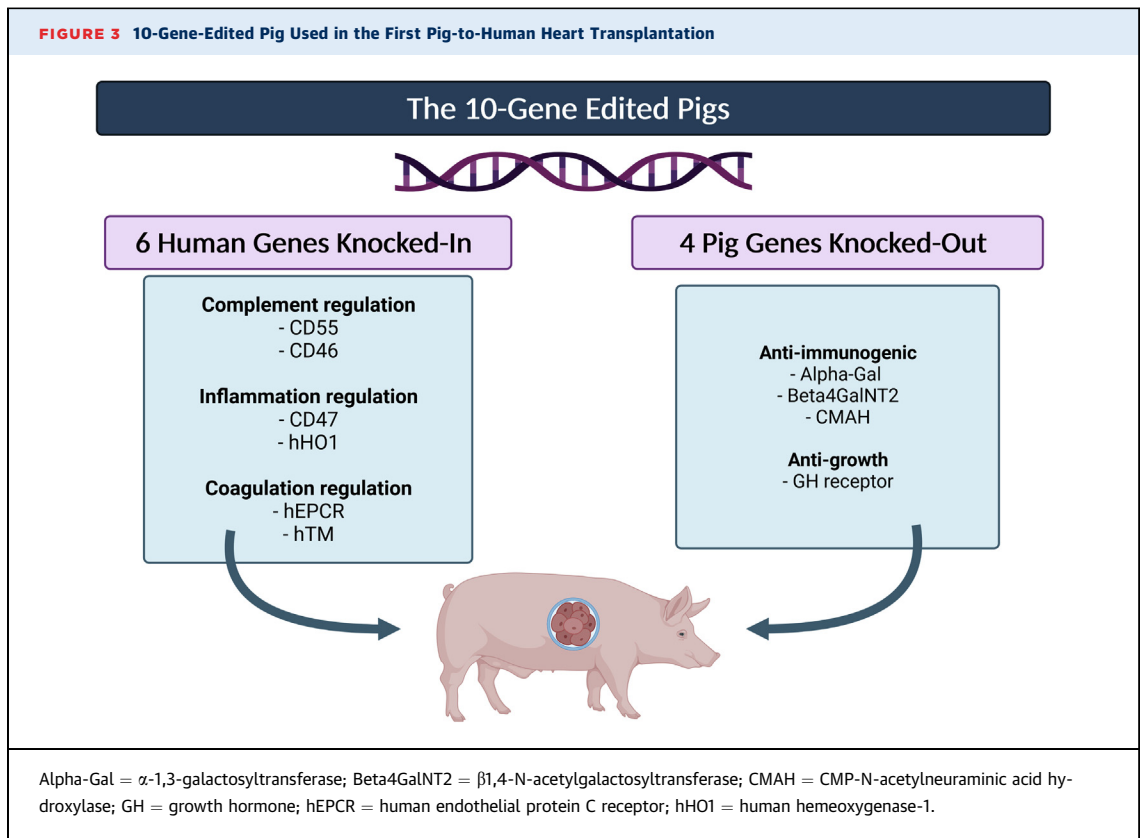 FIGURE 3 10-Gene-Edited Pig Used in the First Pig-to-Human Heart Transplantation
The 10-Gene Edited Pigs
6 Human Genes Knocked-In
Complement regulation
- CD55
- CD46
Inflammation regulation
- CD47
- hHO1
Coagulation regulation
- hEPCR
- hTM
4 Pig Genes Knocked-Out
Anti-immunogenic
- Alpha-Gal
- Beta4GalNT2
- CMAH
Anti-growth
- GH receptor
Alpha-Gal = α-1,3-galactosyltransferase; Beta4GalNT2 = β1,4-N-acetylgalactosyltransferase; CMAH = CMP-N-acetylneuraminic acid hy-
droxylase; GH = growth hormone; hEPCR = human endothelial protein C receptor; hHO1 = human hemeoxygenase-1.